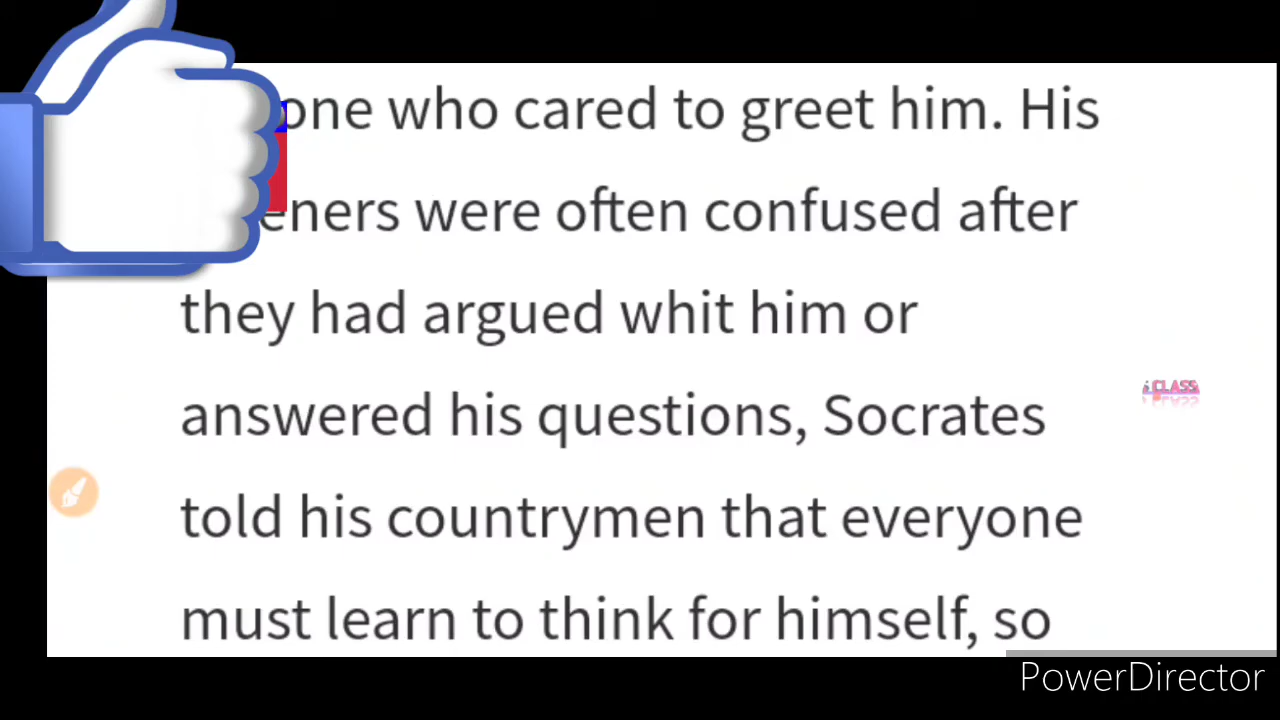 one who cared to greet him. His
eners were often confused after
they had argued whit him or
answered his questions, Socrates
told his countrymen that everyone
must learn to think for himself, so
CLASS
PowerDirector